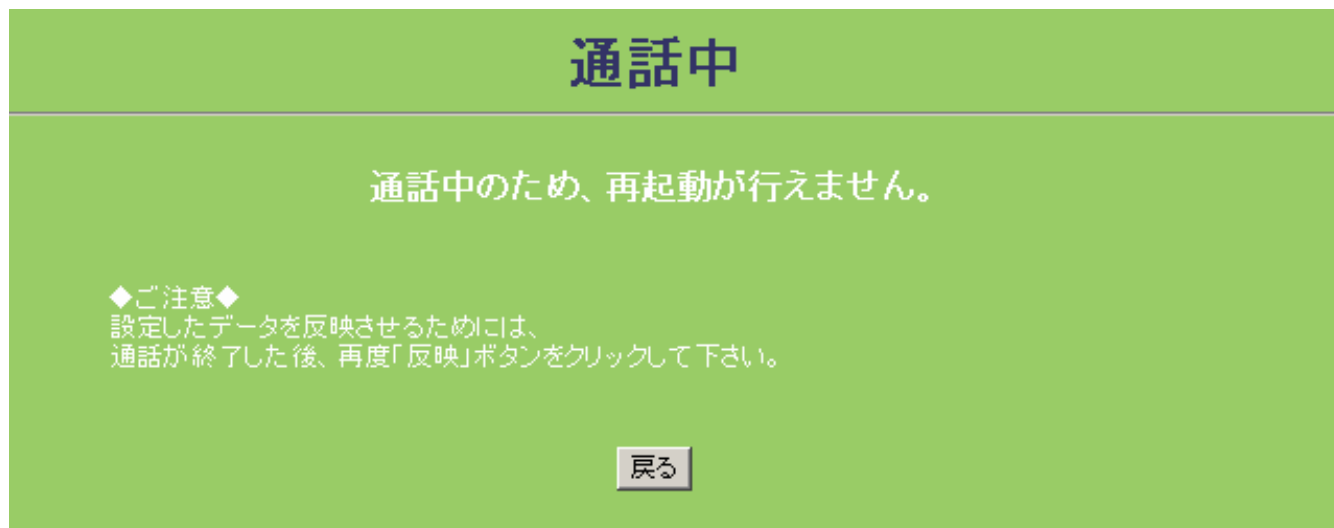 通話中
通話中のため、再起動が行えません。
◆ご注意◆
設定したデータを反映させるためには、
通話が終了した後、再度「反映」ボタンをクリックして下さい。
戻る